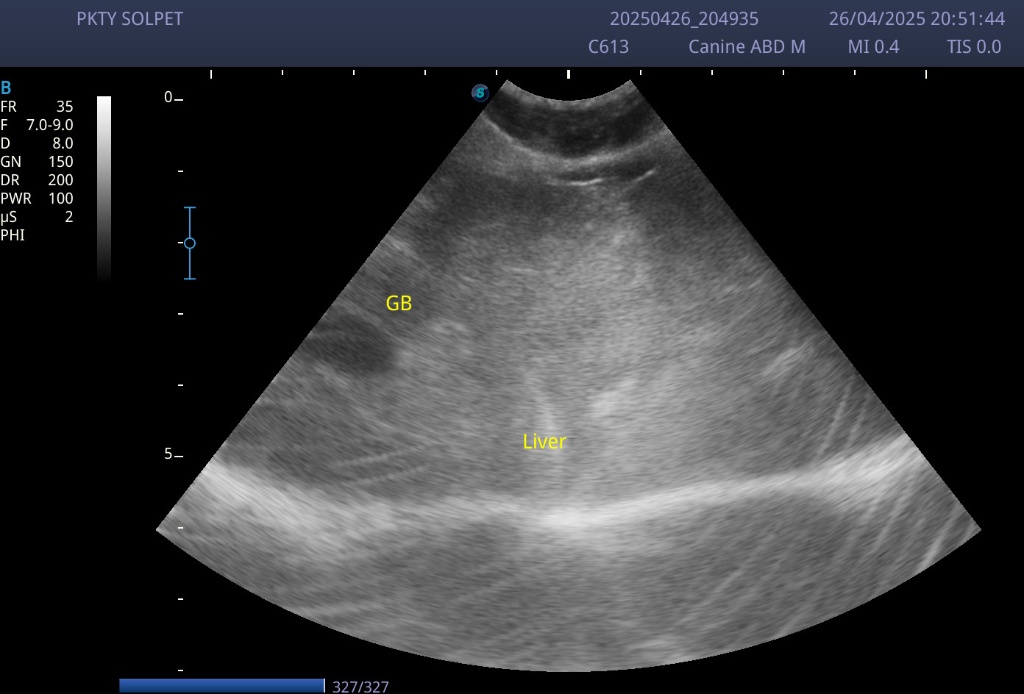 PKTY SOLPET
20250426_204935
26/04/2025 20:51:44
C613
Canine ABD M
MI 0.4
TIS 0.0
B
FR 35
F 7.0-9.0
D 8.0
GN 150
DR 200
PWR 100
µS 2
PHI
0
S
GB
Liver
5
327/327